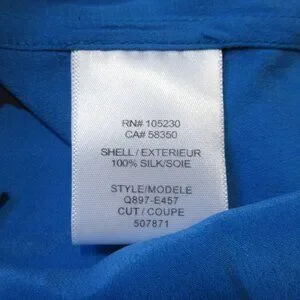 RN# 105230
CA# 58350
SHELL / EXTERIEUR
100% SILK/SOIE
STYLE/MODELE
Q897-E457
CUT / COUPE
507871